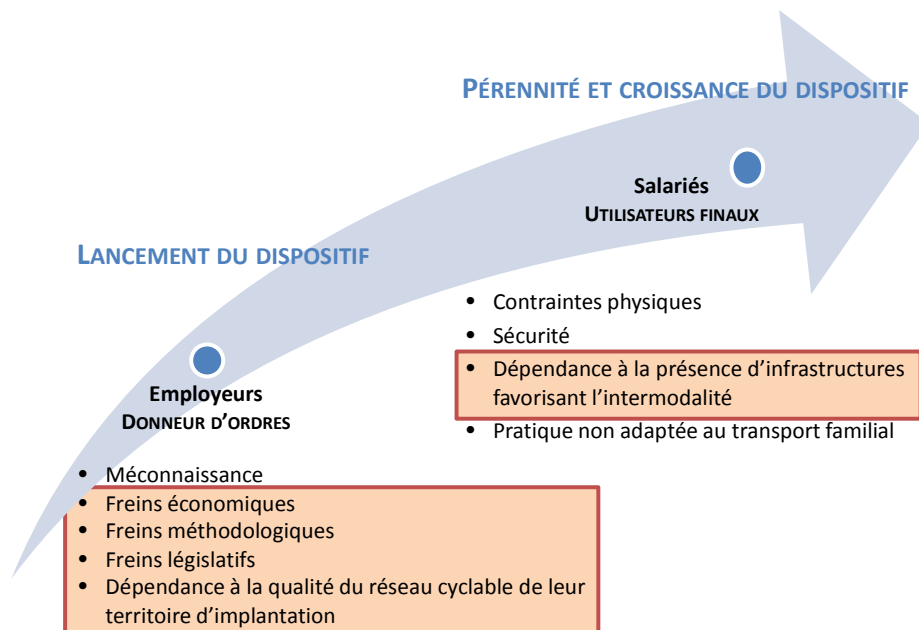 PÉRENNITÉ ET CROISSANCE DU DISPOSITIF
Salariés
UTILISATEURS FINAUX
LANCEMENT DU DISPOSITIF
• Contraintes physiques
• Sécurité
• Dépendance à la présence d'infrastructures
favorisant l'intermodalité
• Pratique non adaptée au transport familial
Employeurs
DONNEUR D'ORDRES
• Méconnaissance
• Freins économiques
• Freins méthodologiques
• Freins législatifs
• Dépendance à la qualité du réseau cyclable de leur
territoire d'implantation